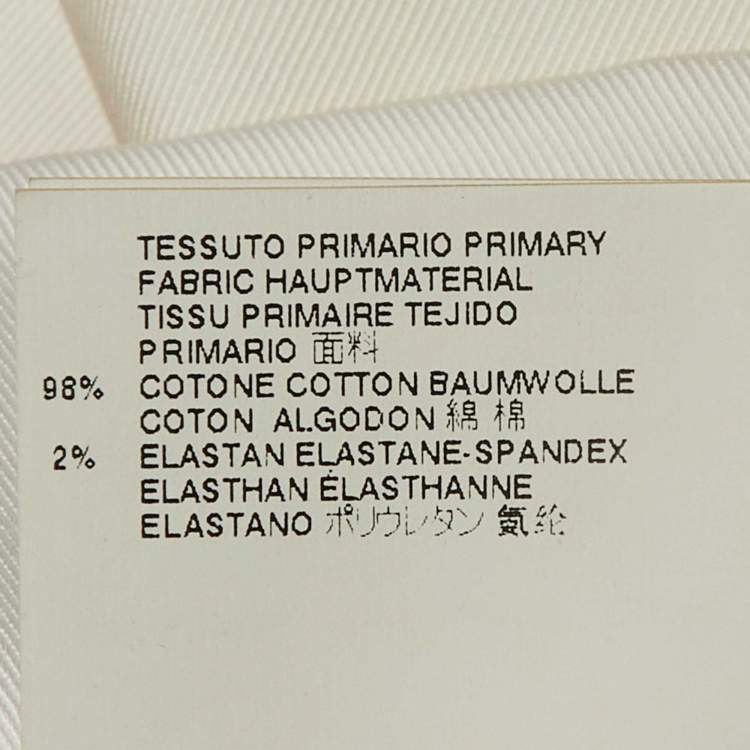 TESSUTO PRIMARIO PRIMARY
FABRIC HAUPTMATERIAL
TISSU PRIMAIRE TEJIDO
PRIMARIO 面料
98% COTONE COTTON BAUMWOLLE
COTON ALGODON 綿 棉
2% ELASTAN ELASTANE-SPANDEX
ELASTHAN ÉLASTHANNE
ELASTANO ポリウレタン 氨纶